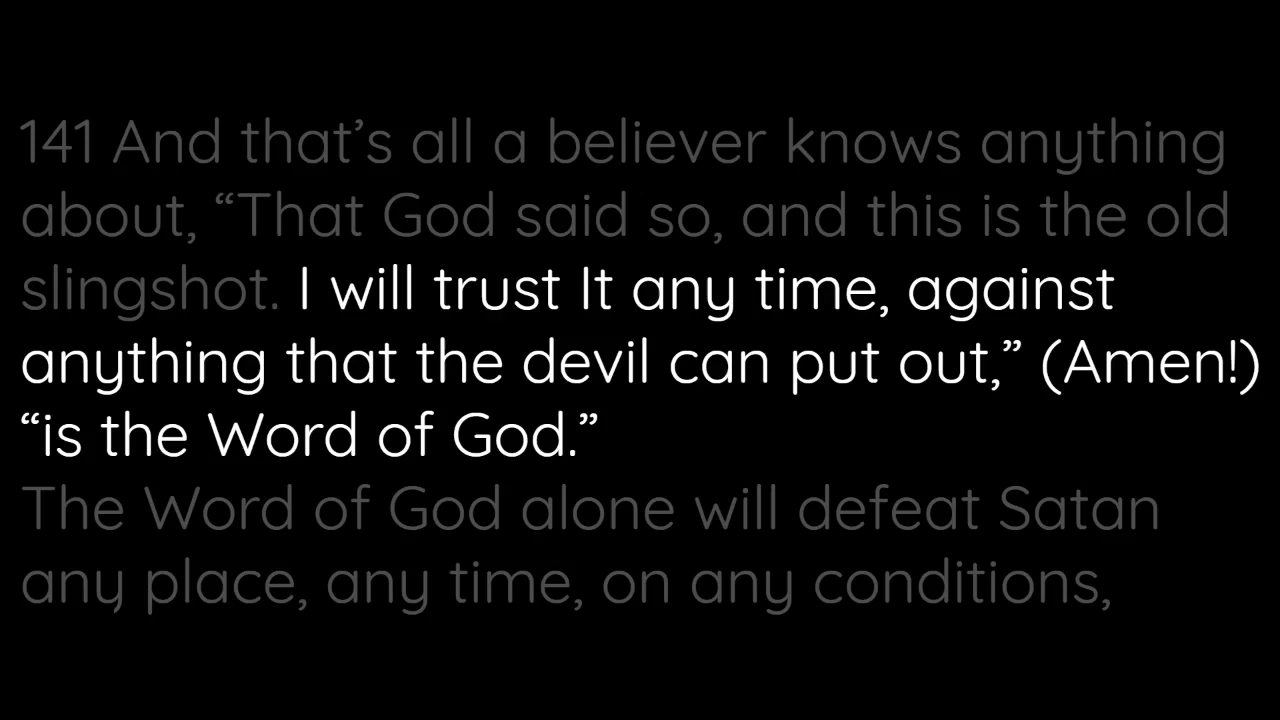 141 And that’s all a believer knows anything
about, “That God said so, and this is the old
slingshot. I will trust It any time, against
anything that the devil can put out,” (Amen!)
“is the Word of God.”
The Word of God alone will defeat Satan
any place, any time, on any conditions,